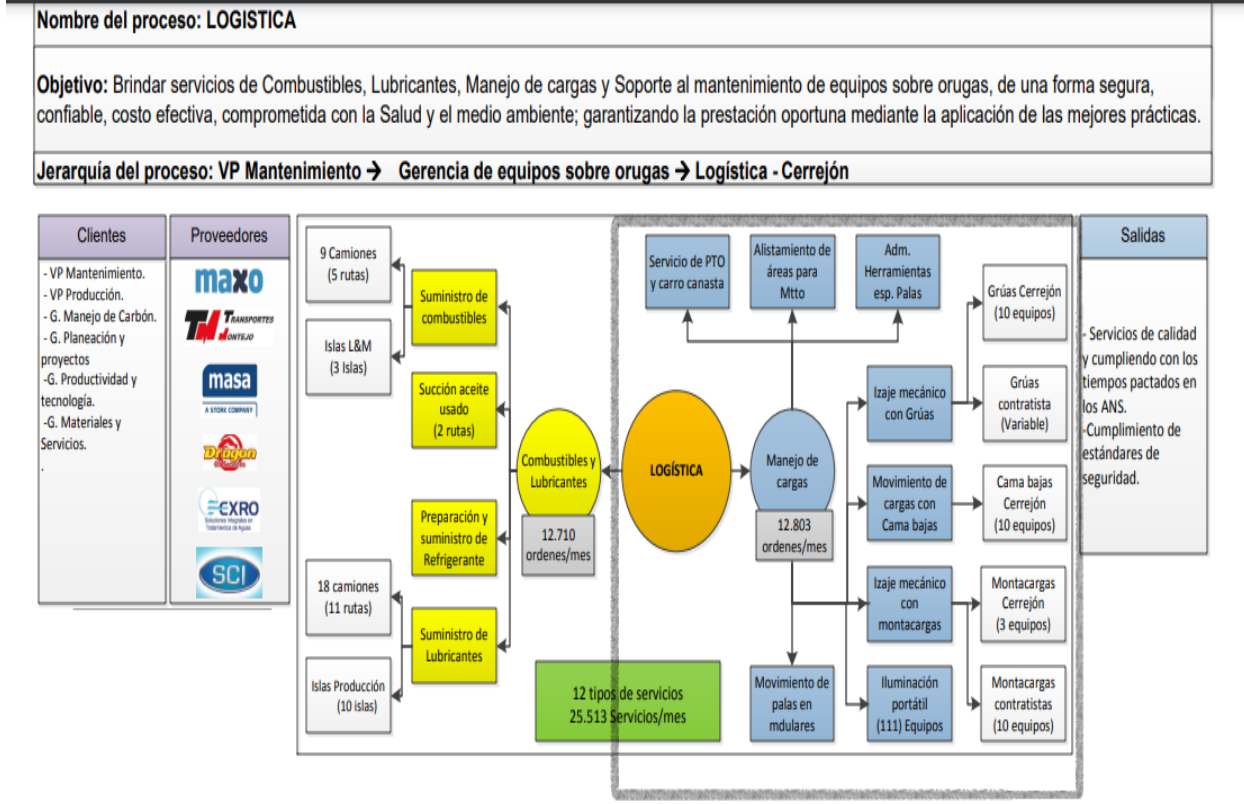 Nombre del proceso: LOGISTICA
Objetivo: Brindar servicios de Combustibles, Lubricantes, Manejo de cargas y Soporte al mantenimiento de equipos sobre orugas, de una forma segura,
confiable, costo efectiva, comprometida con la Salud y el medio ambiente; garantizando la prestación oportuna mediante la aplicación de las mejores prácticas.
Jerarquía del proceso: VP Mantenimiento → Gerencia de equipos sobre orugas → Logística - Cerrejón
Clientes
- VP Mantenimiento.
- VP Producción.
- G. Manejo de Carbón.
- G. Planeación y
proyectos
-G. Productividad y
tecnología.
-G. Materiales y
Servicios.
.
Proveedores
maxo
TM TRANSPORTES
MONTEJO
masa
A STORK COMPANY
Dragon
EXRO
Soluciones Integrales en
Tratamientos de Aguas
SCI
9 Camiones
(5 rutas)
Islas L&M
(3 Islas)
18 camiones
(11 rutas)
Islas Producción
(10 islas)
Suministro de
combustibles
Succión aceite
usado
(2 rutas)
Preparación y
suministro de
Refrigerante
Suministro de
Lubricantes
Combustibles y
Lubricantes
12.710
ordenes/mes
LOGÍSTICA
12 tipos de servicios
25.513 Servicios/mes
Servicio de PTO
y carro canasta
Alistamiento de
áreas para
Mtto
Adm.
Herramientas
esp. Palas
Manejo de
cargas
12.803
ordenes/mes
Movimiento de
palas en
mdulares
Izaje mecánico
con Grúas
Movimiento de
cargas con
Cama bajas
Izaje mecánico
con
montacargas
Iluminación
portátil
(111) Equipos
Grúas Cerrejón
(10 equipos)
Grúas
contratista
(Variable)
Cama bajas
Cerrejón
(10 equipos)
Montacargas
Cerrejón
(3 equipos)
Montacargas
contratistas
(10 equipos)
Salidas
- Servicios de calidad
y cumpliendo con los
tiempos pactados en
los ANS.
-Cumplimiento de
estándares de
seguridad.